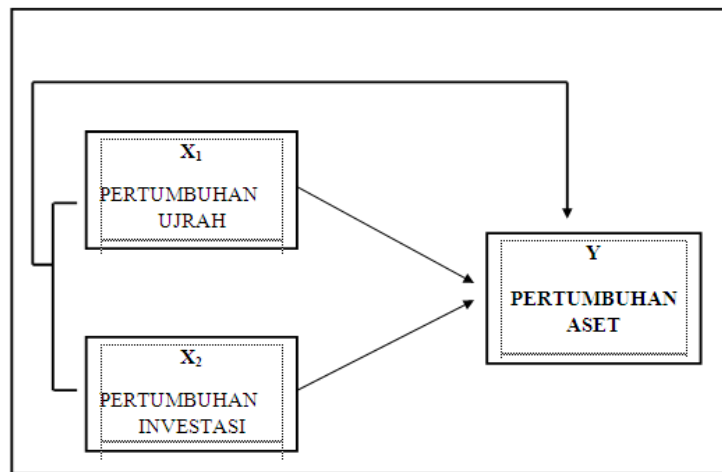 X₁
PERTUMBUHAN
UJRAH
Y
PERTUMBUHAN
ASET
X₂
PERTUMBUHAN
INVESTASI